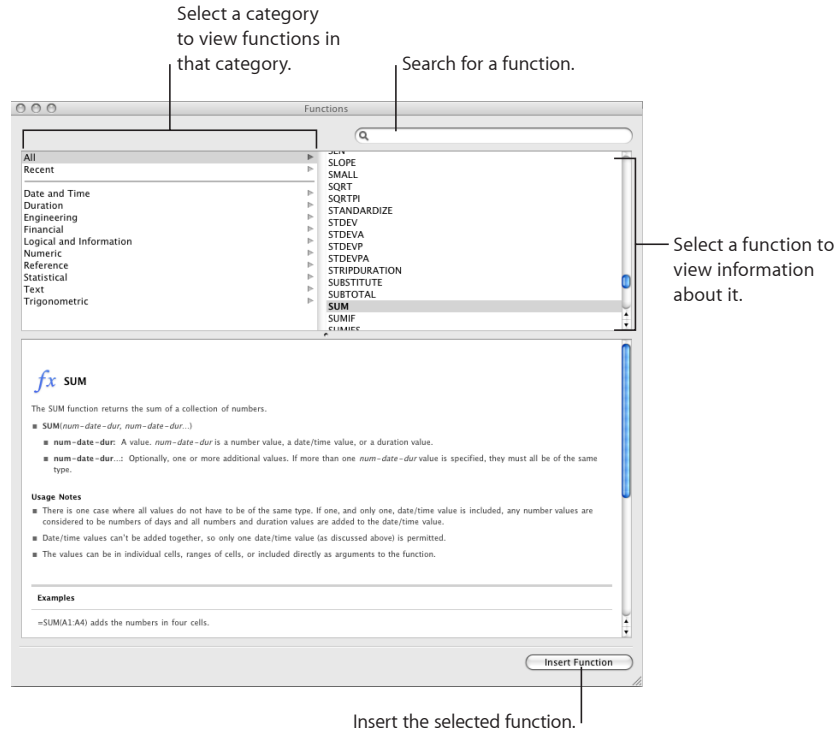 Select a category
to view functions in
that category.
Search for a function.
Functions
All
Recent
Date and Time
Duration
Engineering
Financial
Logical and Information
Numeric
Reference
Statistical
Text
Trigonometric
SLOPE
SMALL
SQRT
SQRTPI
STANDARDIZE
STDEV
STDEVA
STDEVP
STDEVPA
STRIPDURATION
SUBSTITUTE
SUBTOTAL
SUM
SUMIF
SUMIFS
Select a function to
view information
about it.
fx SUM
The SUM function returns the sum of a collection of numbers.
■ SUM(num-date-dur, num-date-dur...)
■ num-date-dur: A value. num-date-dur is a number value, a date/time value, or a duration value.
■ num-date-dur...: Optionally, one or more additional values. If more than one num-date-dur value is specified, they must all be of the same
type.
Usage Notes
■ There is one case where all values do not have to be of the same type. If one, and only one, date/time value is included, any number values are
considered to be numbers of days and all numbers and duration values are added to the date/time value.
■ Date/time values can't be added together, so only one date/time value (as discussed above) is permitted.
■ The values can be in individual cells, ranges of cells, or included directly as arguments to the function.
Examples
=SUM(A1:A4) adds the numbers in four cells.
Insert Function
Insert the selected function.